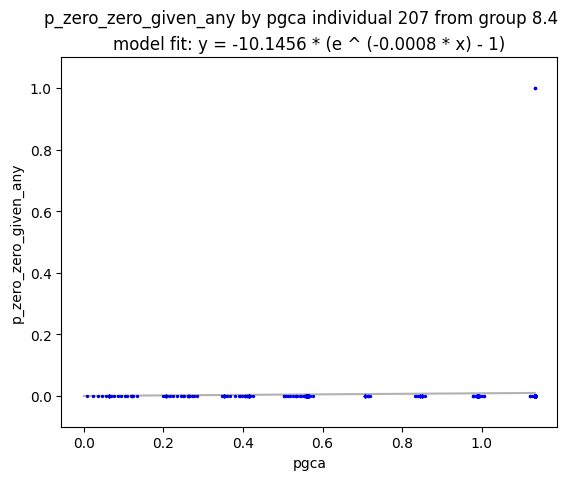 p_zero_zero_given_any by pgca individual 207 from group 8.4
model fit: y = -10.1456 * (e ^ (-0.0008 * x) - 1)
1.0
0.8
0.6
0.4
0.2
0.0
p_zero_zero_given_any
0.0 0.2 0.4 0.6 0.8 1.0
pgca